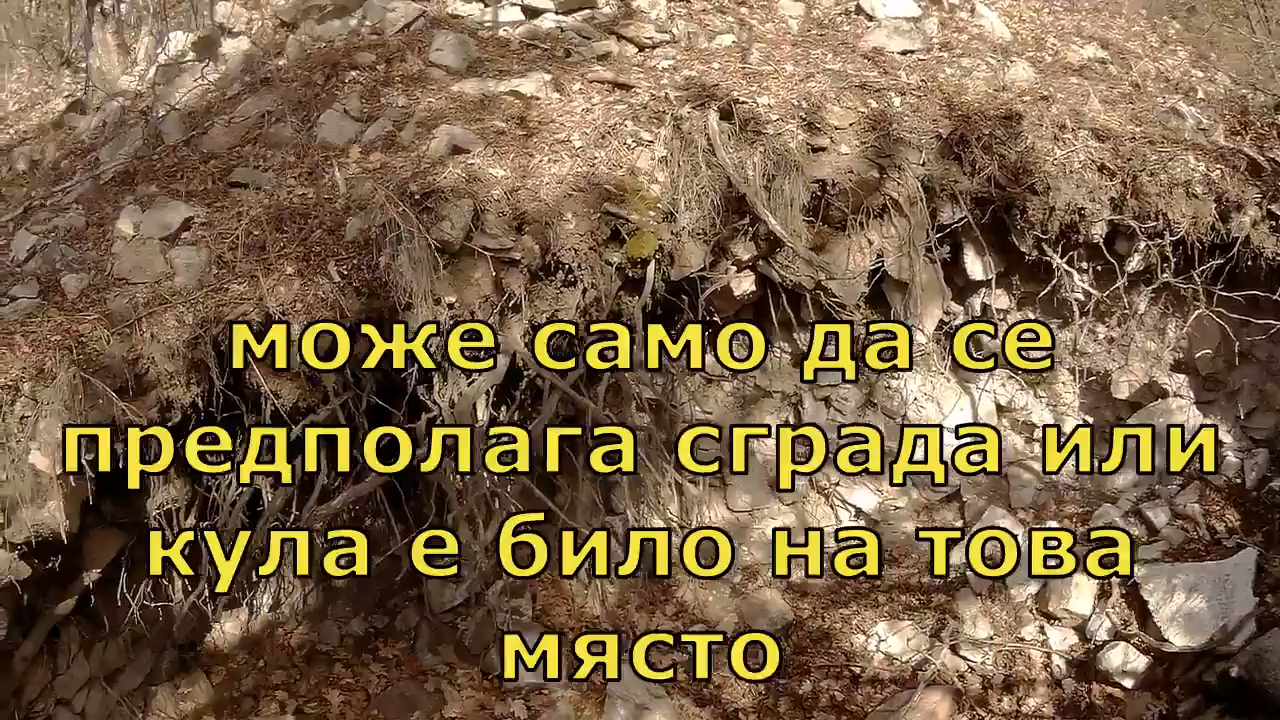 може само да се
предполага сграда или
кула е било на това
място